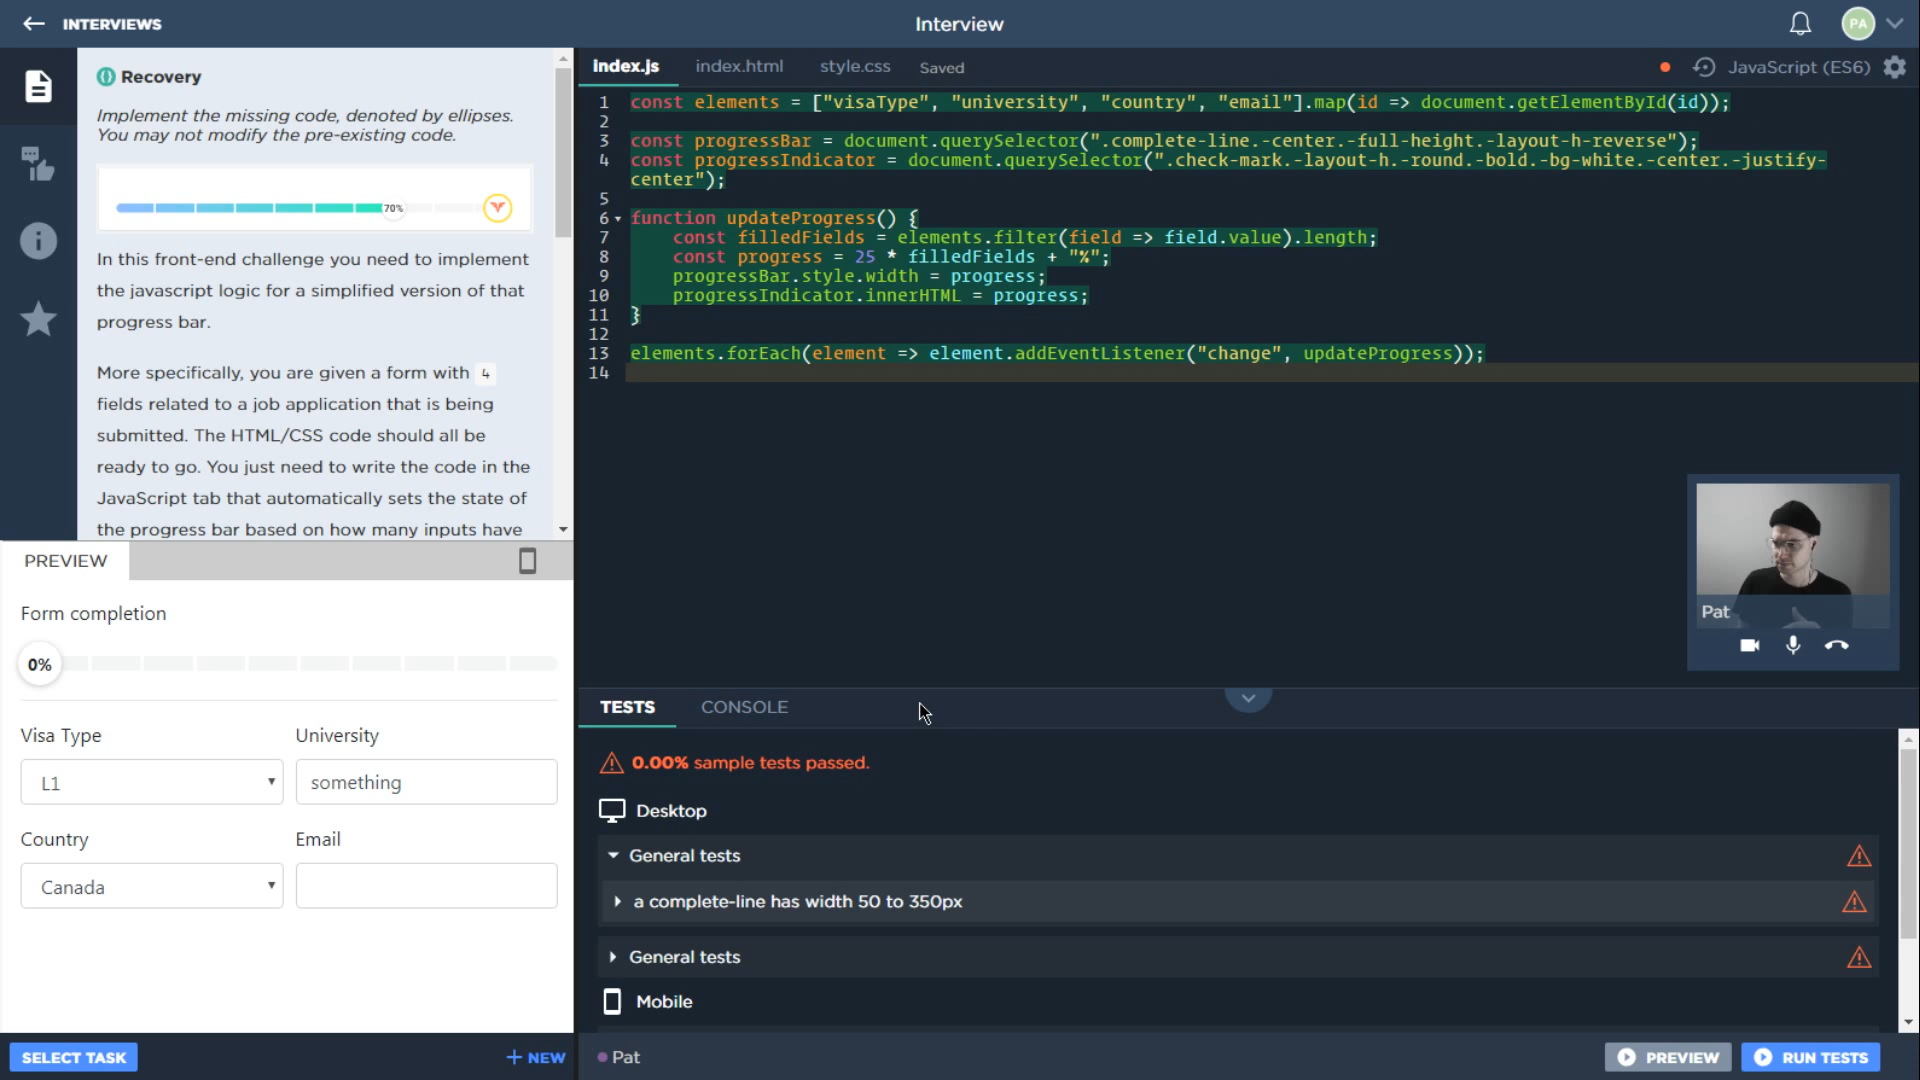 INTERVIEWS
Interview
PA
Recovery
Implement the missing code, denoted by ellipses.
You may not modify the pre-existing code.
70%
In this front-end challenge you need to implement
the javascript logic for a simplified version of that
progress bar.
More specifically, you are given a form with 4
fields related to a job application that is being
submitted. The HTML/CSS code should all be
ready to go. You just need to write the code in the
JavaScript tab that automatically sets the state of
the progress bar based on how many inputs have
index.js index.html style.css Saved JavaScript (ES6)
1 const elements = ["visaType", "university", "country", "email"].map(id => document.getElementById(id));
2
3 const progressBar = document.querySelector(".complete-line.-center.-full-height.-layout-h-reverse");
4 const progressIndicator = document.querySelector(".check-mark.-layout-h.-round.-bold.-bg-white.-center.-justify-
center");
5
6 function updateProgress() {
7 const filledFields = elements.filter(field => field.value).length;
8 const progress = 25 * filledFields + "%";
9 progressBar.style.width = progress;
10 progressIndicator.innerHTML = progress;
11 }
12
13 elements.forEach(element => element.addEventListener("change", updateProgress));
14
Pat
PREVIEW
Form completion
0%
Visa Type University
L1 something
Country Email
Canada
SELECT TASK + NEW
TESTS CONSOLE
0.00% sample tests passed.
Desktop
General tests
a complete-line has width 50 to 350px
General tests
Mobile
Pat
PREVIEW RUN TESTS